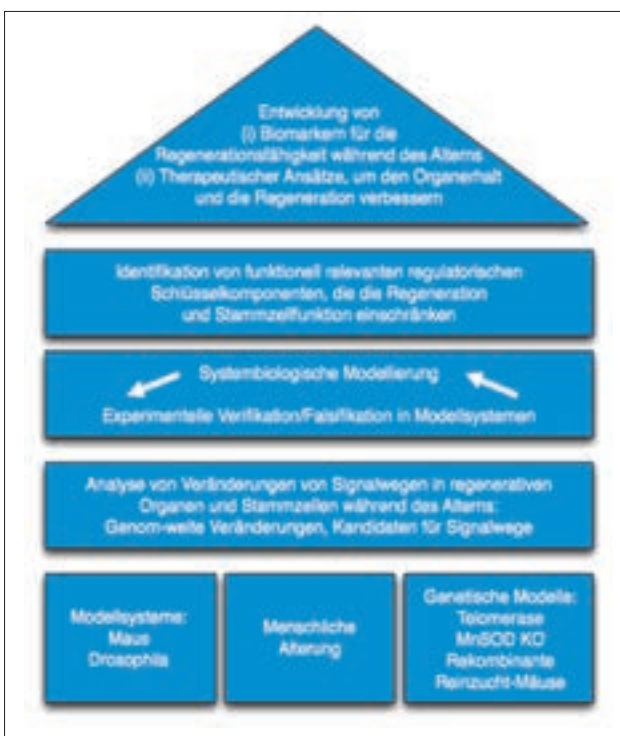 Entwicklung von
(i) Biomarkern für die
Regenerationsfähigkeit während des Alterns
(ii) Therapeutischer Ansätze, um den Organerhalt
und die Regeneration verbessern
Identifikation von funktionell relevanten regulatorischen
Schlüsselkomponenten, die die Regeneration
und Stammzellfunktion einschränken
Systembiologische Modellierung
Experimentelle Verifikation/Falsifikation in Modellsystemen
Analyse von Veränderungen von Signalwegen in regenerativen
Organen und Stammzellen während des Alterns:
Genom-weite Veränderungen, Kandidaten für Signalwege
Modellsysteme:
Maus
Drosophila
Menschliche
Alterung
Genetische Modelle:
Telomerase
MnSOD KO
Rekombinante
Reinzucht-Mäuse